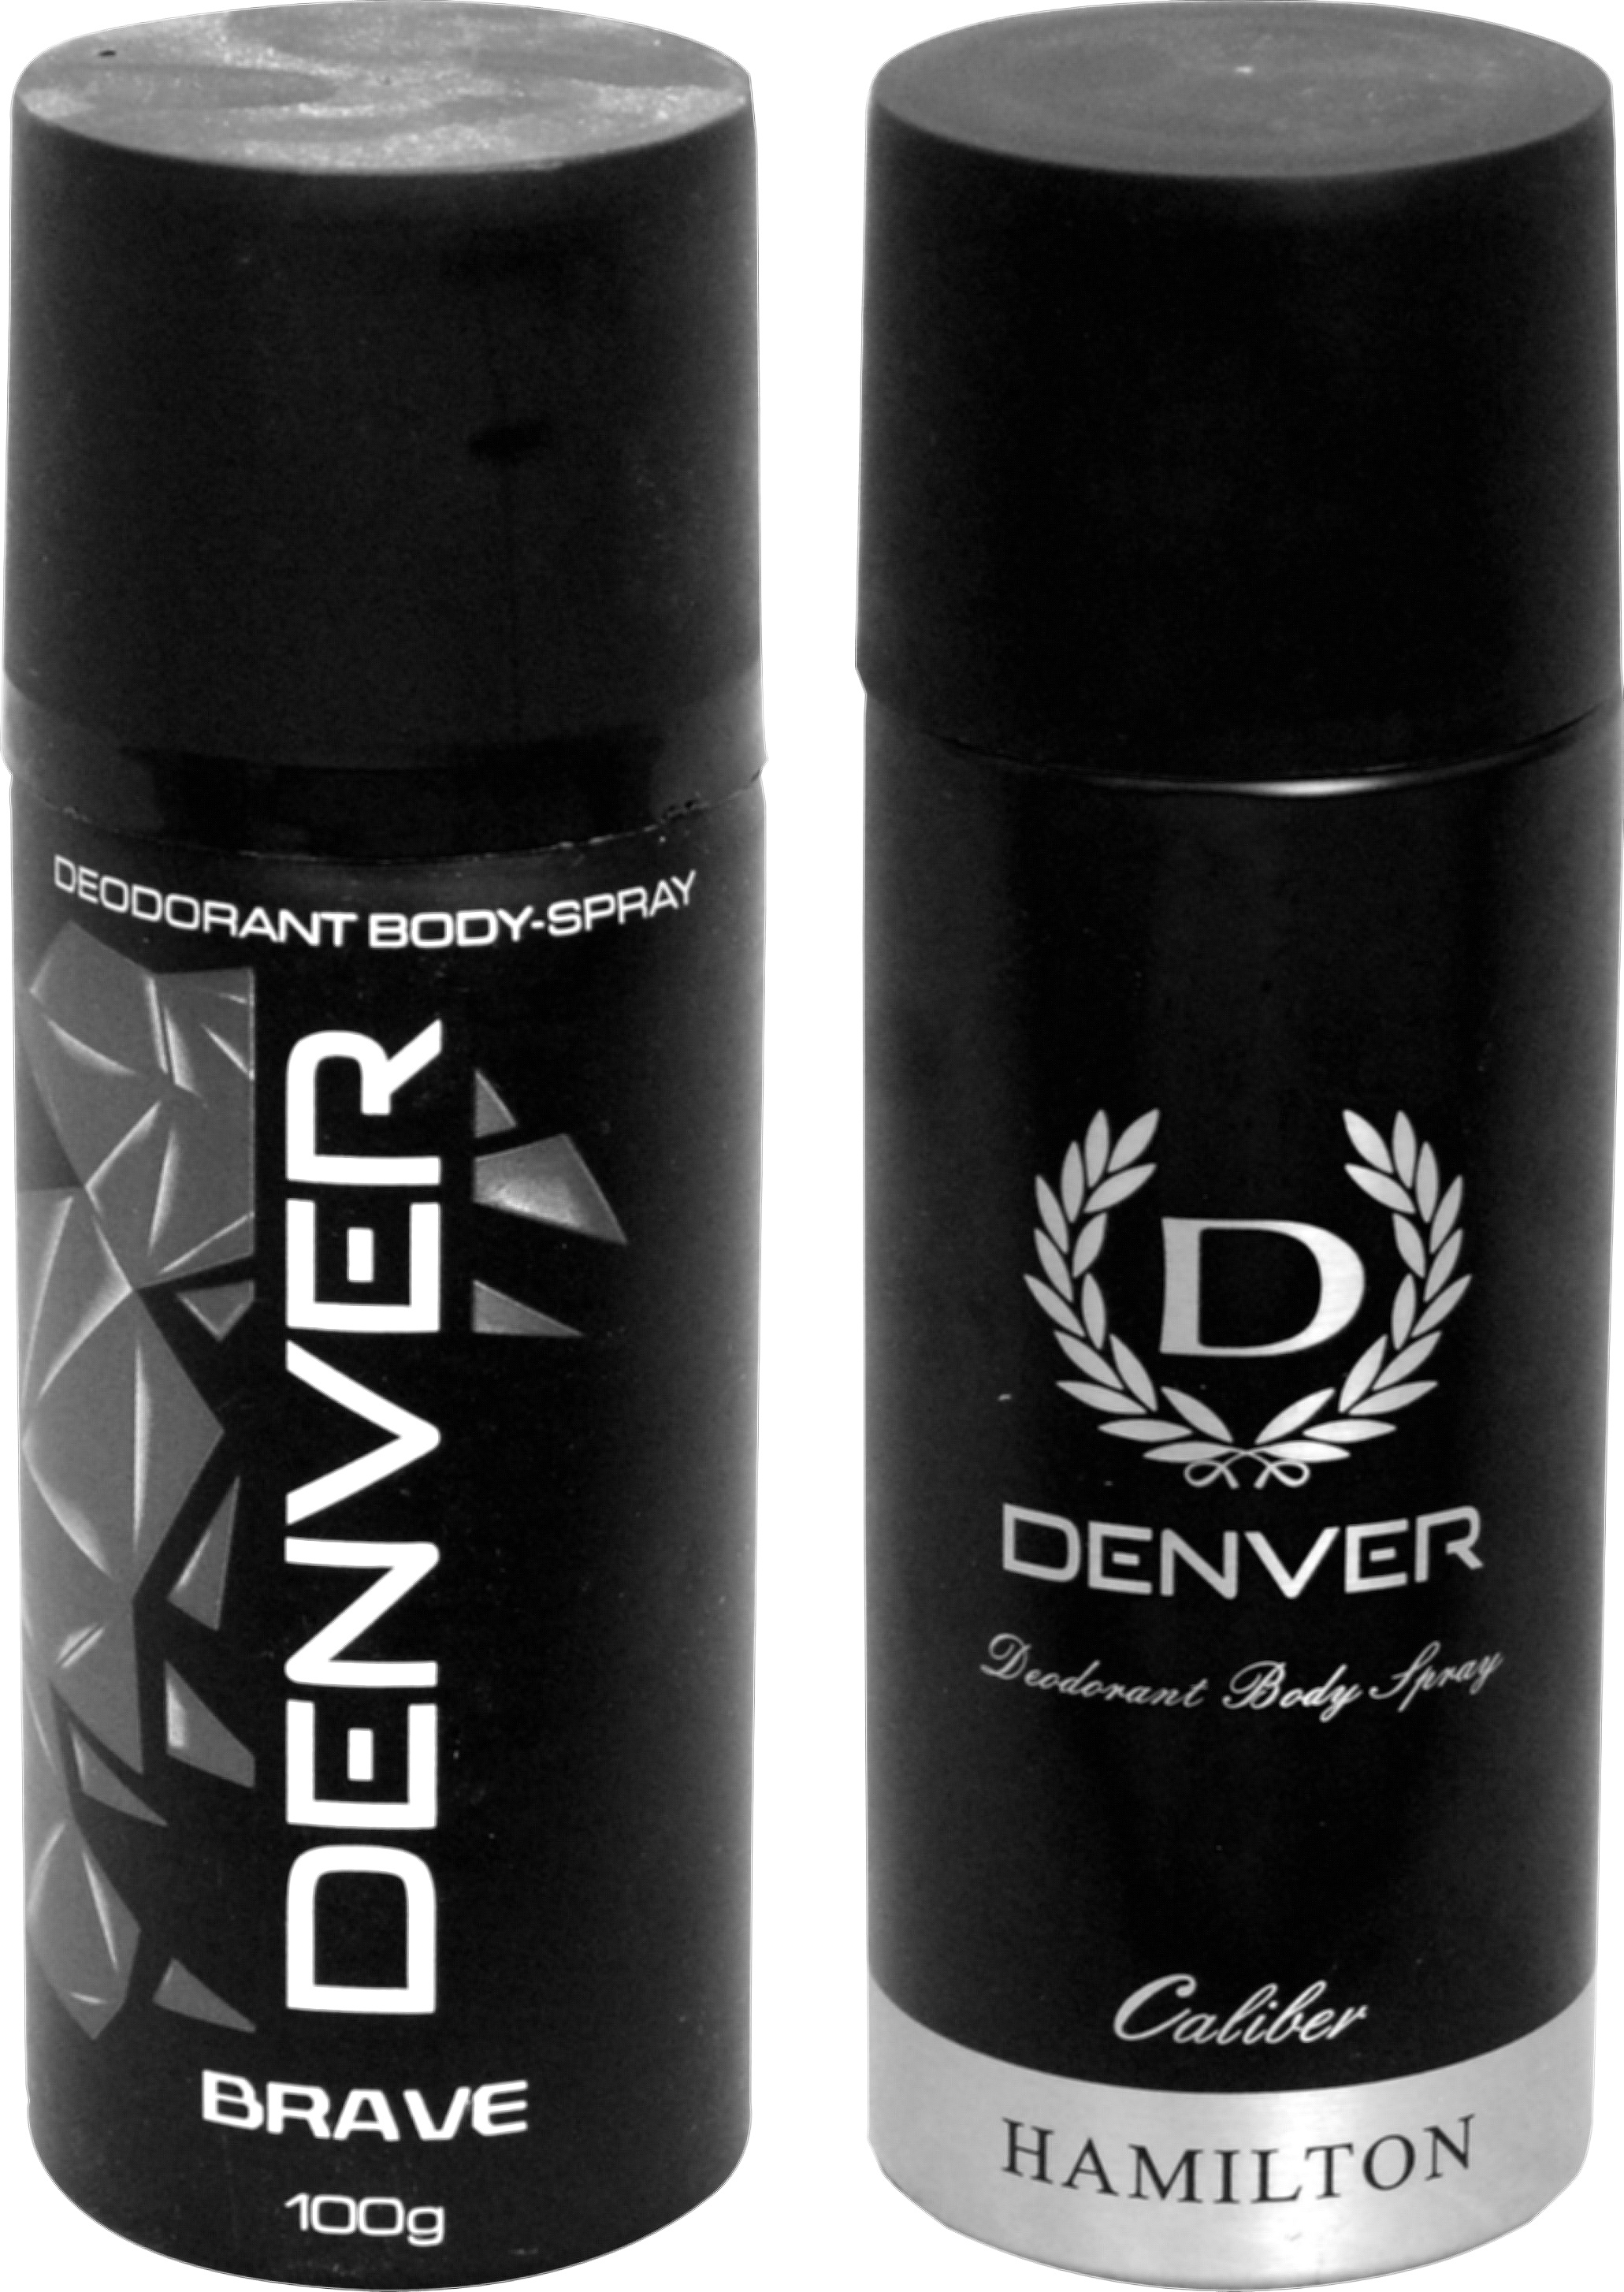 DEODORANT BODY-SPRAY
DENVER
BRAVE
100g
D
DENVER
Deodorant Body Spray
Caliber
HAMILTON